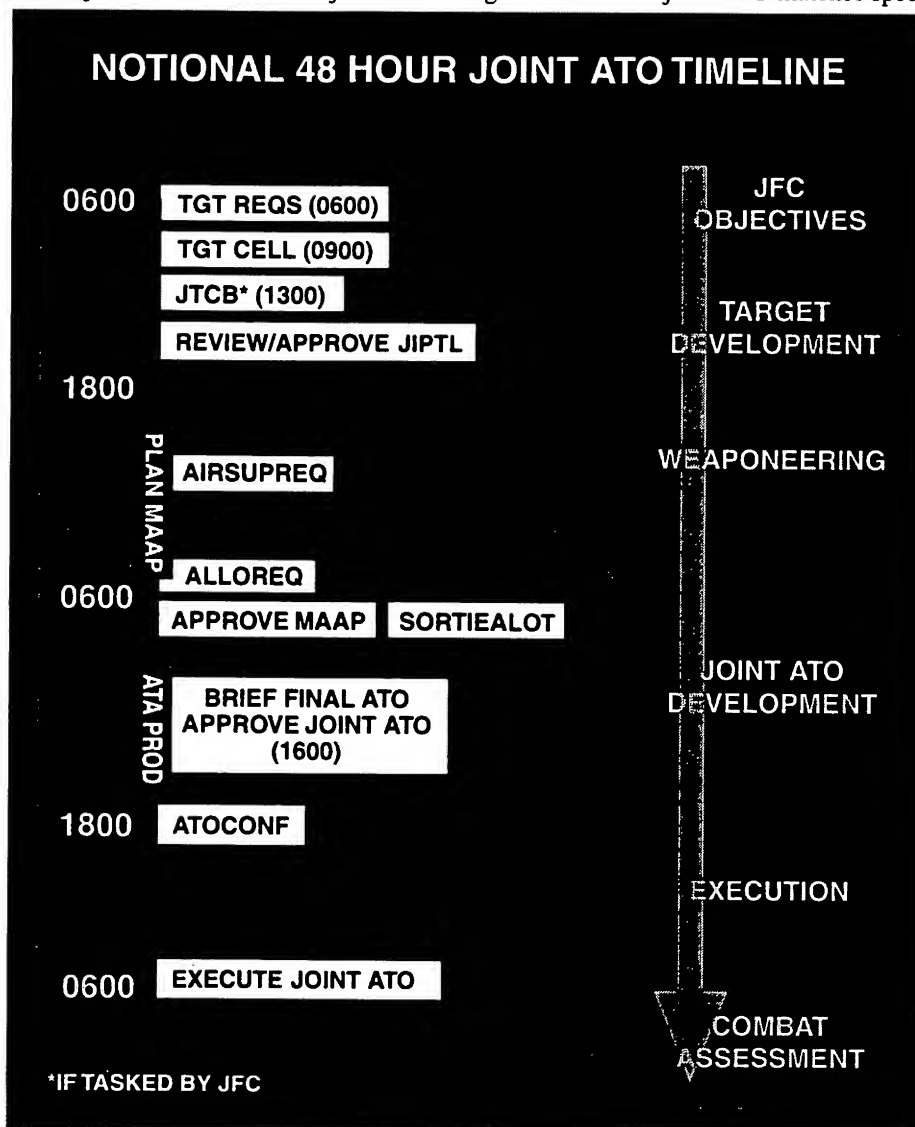 NOTIONAL 48 HOUR JOINT ATO TIMELINE
0600
TGT REQS (0600)
TGT CELL (0900)
JTCB* (1300)
REVIEW/APPROVE JIPTL
1800
PLAN MAAP
AIRSUPREQ
ALLOREQ
0600
APPROVE MAAP
SORTIEALOT
ATA PROD
BRIEF FINAL ATO
APPROVE JOINT ATO
(1600)
1800
ATOCONF
0600
EXECUTE JOINT ATO
JFC
OBJECTIVES
TARGET
DEVELOPMENT
WEAPONEERING
JOINT ATO
DEVELOPMENT
EXECUTION
COMBAT
ASSESSMENT
*IF TASKED BY JFC